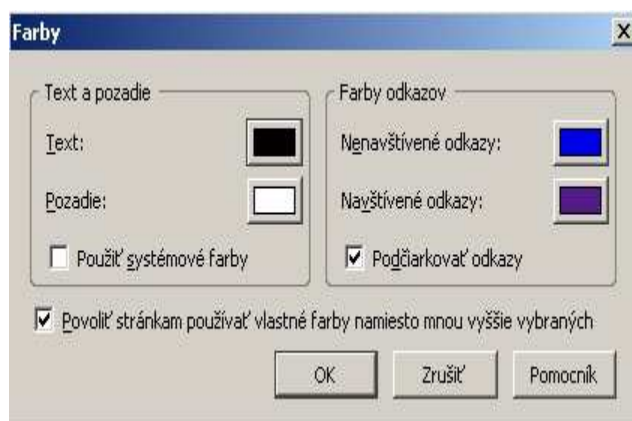 Farby
Text a pozadie
Text:
Pozadie:
Použiť systémové farby
Farby odkazov
Nenavštívené odkazy:
Navštívené odkazy:
Podčiarkovať odkazy
Povoliť stránkam používať vlastné farby namiesto mnou vyššie vybraných
OK
Zrušiť
Pomocník